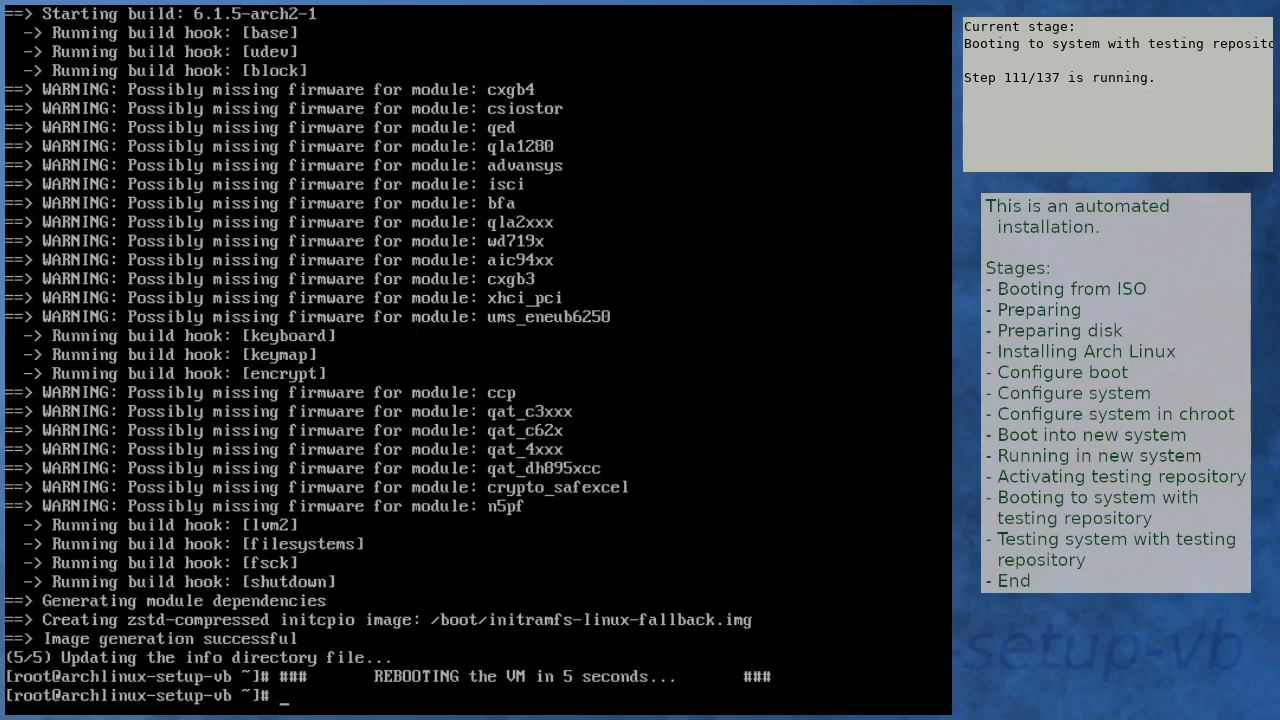 ==> Starting build: 6.1.5-arch2-1
  -> Running build hook: [base]
  -> Running build hook: [udev]
  -> Running build hook: [block]
==> WARNING: Possibly missing firmware for module: cxgb4
==> WARNING: Possibly missing firmware for module: csiostor
==> WARNING: Possibly missing firmware for module: qed
==> WARNING: Possibly missing firmware for module: qla1280
==> WARNING: Possibly missing firmware for module: advansys
==> WARNING: Possibly missing firmware for module: isci
==> WARNING: Possibly missing firmware for module: bfa
==> WARNING: Possibly missing firmware for module: qla2xxx
==> WARNING: Possibly missing firmware for module: wd719x
==> WARNING: Possibly missing firmware for module: aic94xx
==> WARNING: Possibly missing firmware for module: cxgb3
==> WARNING: Possibly missing firmware for module: xhci_pci
==> WARNING: Possibly missing firmware for module: ums_eneub6250
  -> Running build hook: [keyboard]
  -> Running build hook: [keymap]
  -> Running build hook: [encrypt]
==> WARNING: Possibly missing firmware for module: ccp
==> WARNING: Possibly missing firmware for module: qat_c3xxx
==> WARNING: Possibly missing firmware for module: qat_c62x
==> WARNING: Possibly missing firmware for module: qat_4xxx
==> WARNING: Possibly missing firmware for module: qat_dh895xcc
==> WARNING: Possibly missing firmware for module: crypto_safexcel
==> WARNING: Possibly missing firmware for module: n5pf
  -> Running build hook: [lvm2]
  -> Running build hook: [filesystems]
  -> Running build hook: [fsck]
  -> Running build hook: [shutdown]
==> Generating module dependencies
==> Creating zstd-compressed initcpio image: /boot/initramfs-linux-fallback.img
==> Image generation successful
(5/5) Updating the info directory file...
[root@archlinux-setup-vb ~]# ###       REBOOTING the VM in 5 seconds...       ###
[root@archlinux-setup-vb ~]# _
Current stage:
Booting to system with testing reposito
Step 111/137 is running.
This is an automated
installation.
Stages:
- Booting from ISO
- Preparing
- Preparing disk
- Installing Arch Linux
- Configure boot
- Configure system
- Configure system in chroot
- Boot into new system
- Running in new system
- Activating testing repository
- Booting to system with
testing repository
- Testing system with testing
repository
- End
setup-vb